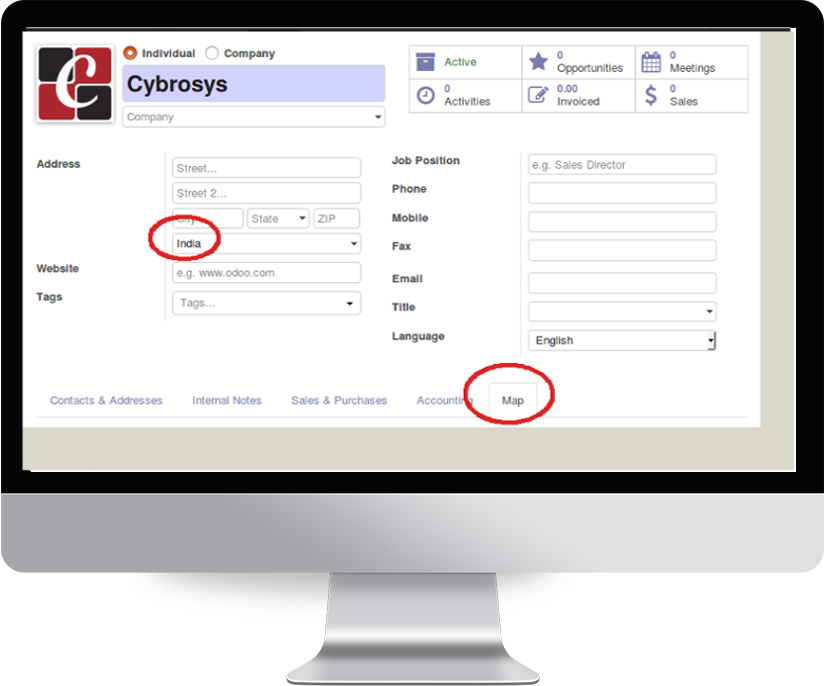 C
Individual Company
Cybrosys
Company
Active
0
Opportunities
0
Meetings
0
Activities
0.00
Invoiced
0
Sales
Address
Street...
Street 2...
City
State
ZIP
India
Website
e.g. www.odoo.com
Tags
Tags...
Job Position
e.g. Sales Director
Phone
Mobile
Fax
Email
Title
Language
English
Contacts & Addresses Internal Notes Sales & Purchases Accounting Map